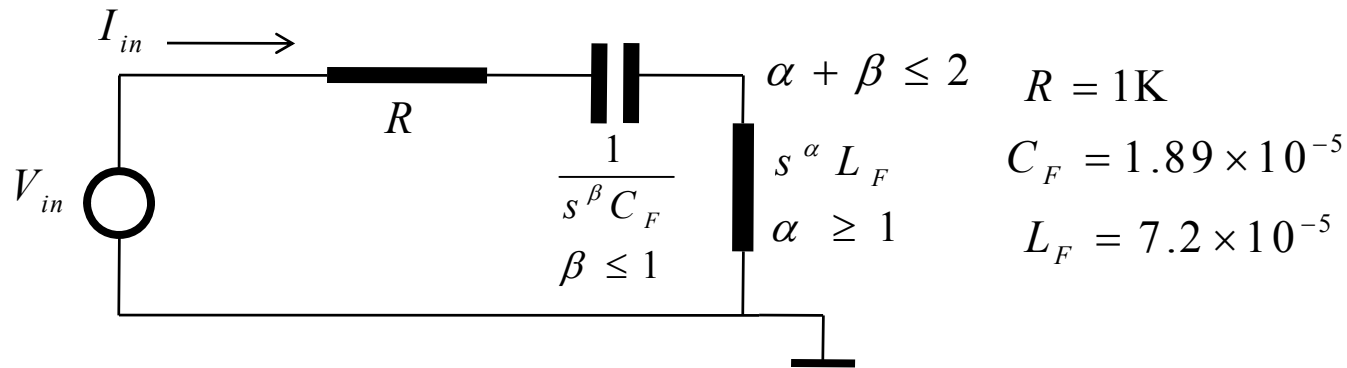 I_in
R
1
s^β C_F
β ≤ 1
V_in
α + β ≤ 2
s^α L_F
α ≥ 1
R = 1K
C_F = 1.89 × 10^-5
L_F = 7.2 × 10^-5